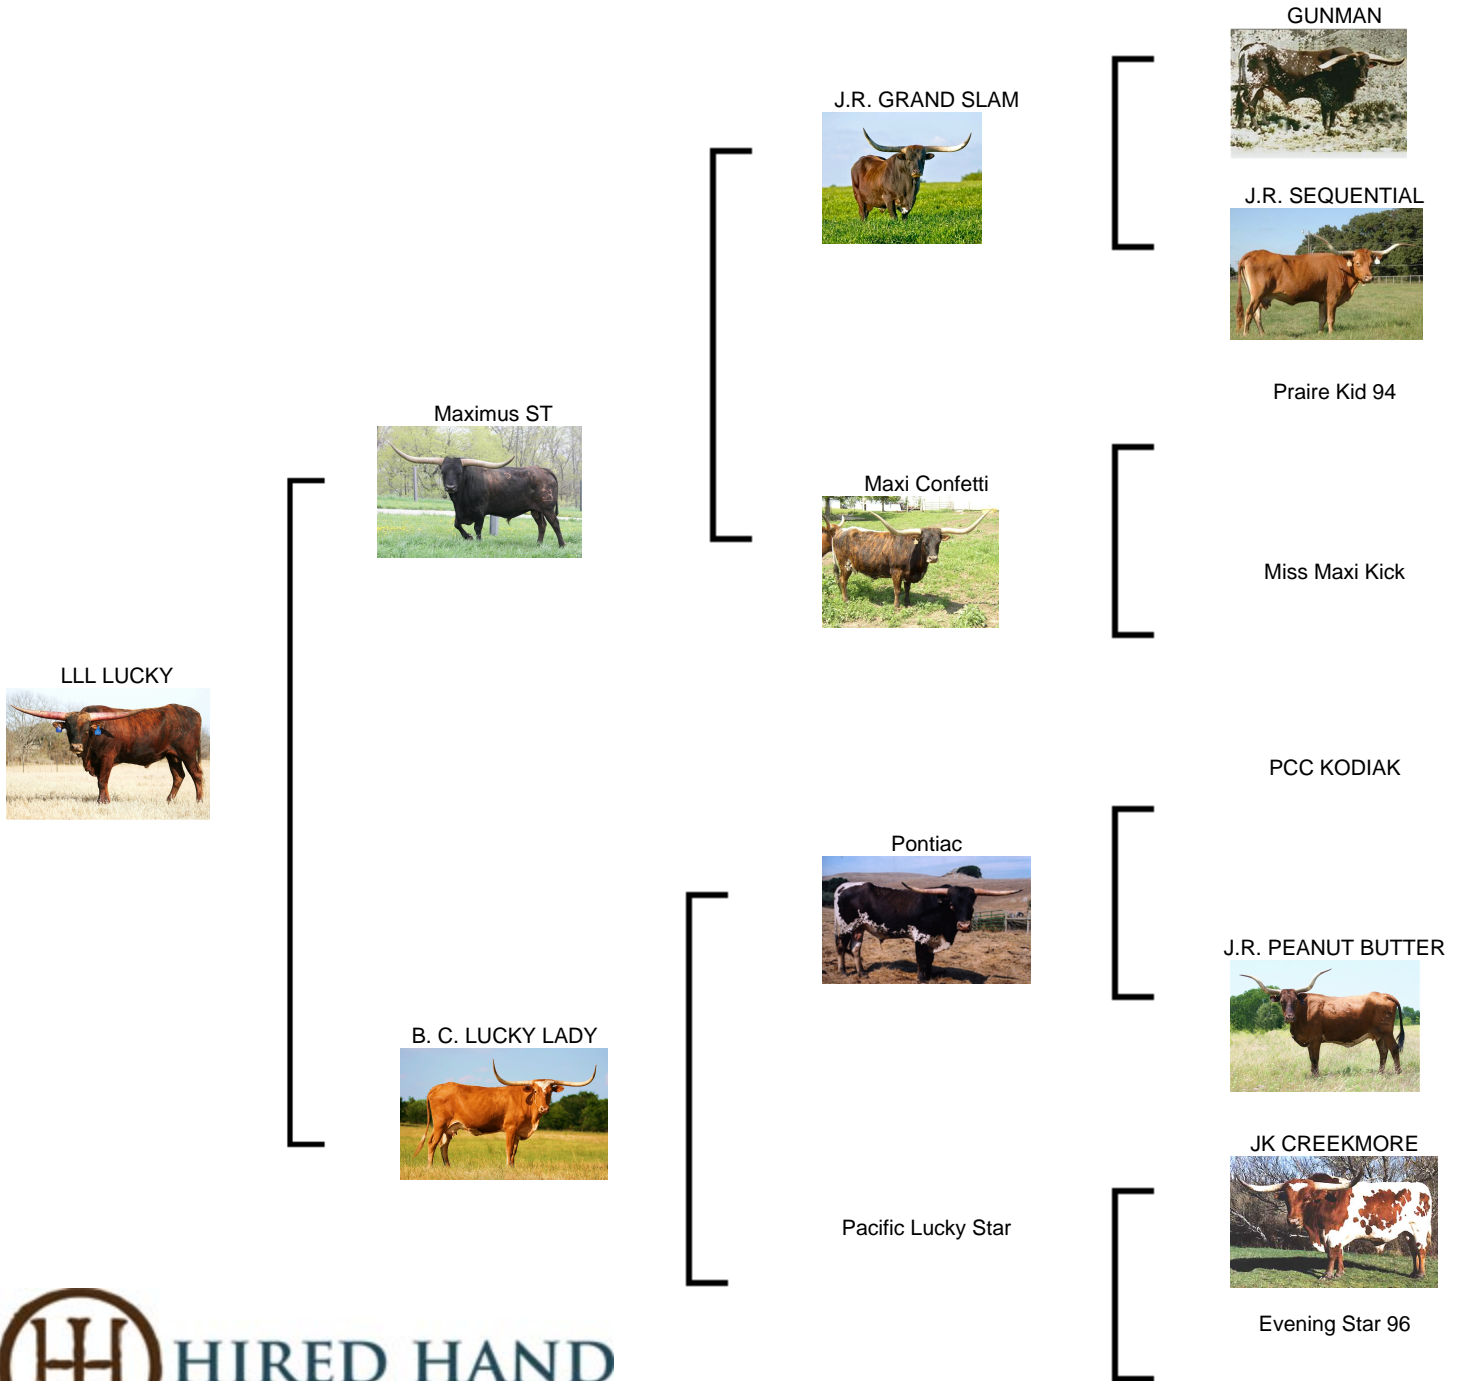 GUNMAN
J.R. GRAND SLAM
J.R. SEQUENTIAL
Praire Kid 94
Maximus ST
Maxi Confetti
Miss Maxi Kick
LLL LUCKY
PCC KODIAK
Pontiac
J.R. PEANUT BUTTER
B. C. LUCKY LADY
JK CREEKMORE
Pacific Lucky Star
Evening Star 96
HIRED HAND